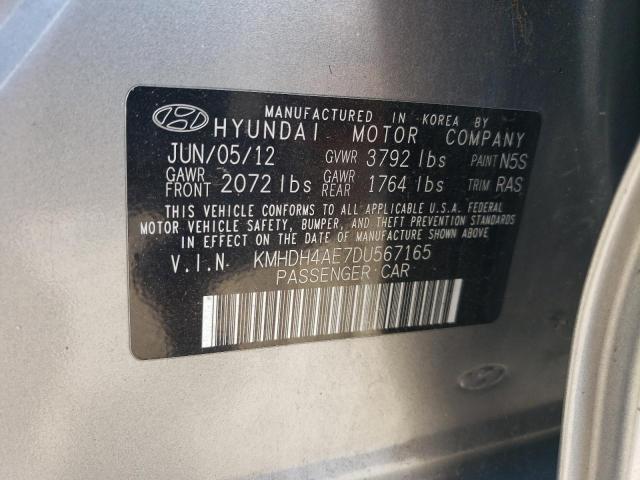 MANUFACTURED IN KOREA BY
HYUNDAI MOTOR COMPANY
JUN/05/12 GVWR 3792 lbs PAINT N5S
GAWR FRONT 2072 lbs GAWR REAR 1764 lbs TRIM RAS
THIS VEHICLE CONFORMS TO ALL APPLICABLE U.S.A. FEDERAL
MOTOR VEHICLE SAFETY, BUMPER, AND THEFT PREVENTION STANDARDS
IN EFFECT ON THE DATE OF MANUFACTURE SHOWN ABOVE.
V.I.N. KMHDH4AE7DU567165
PASSENGER CAR